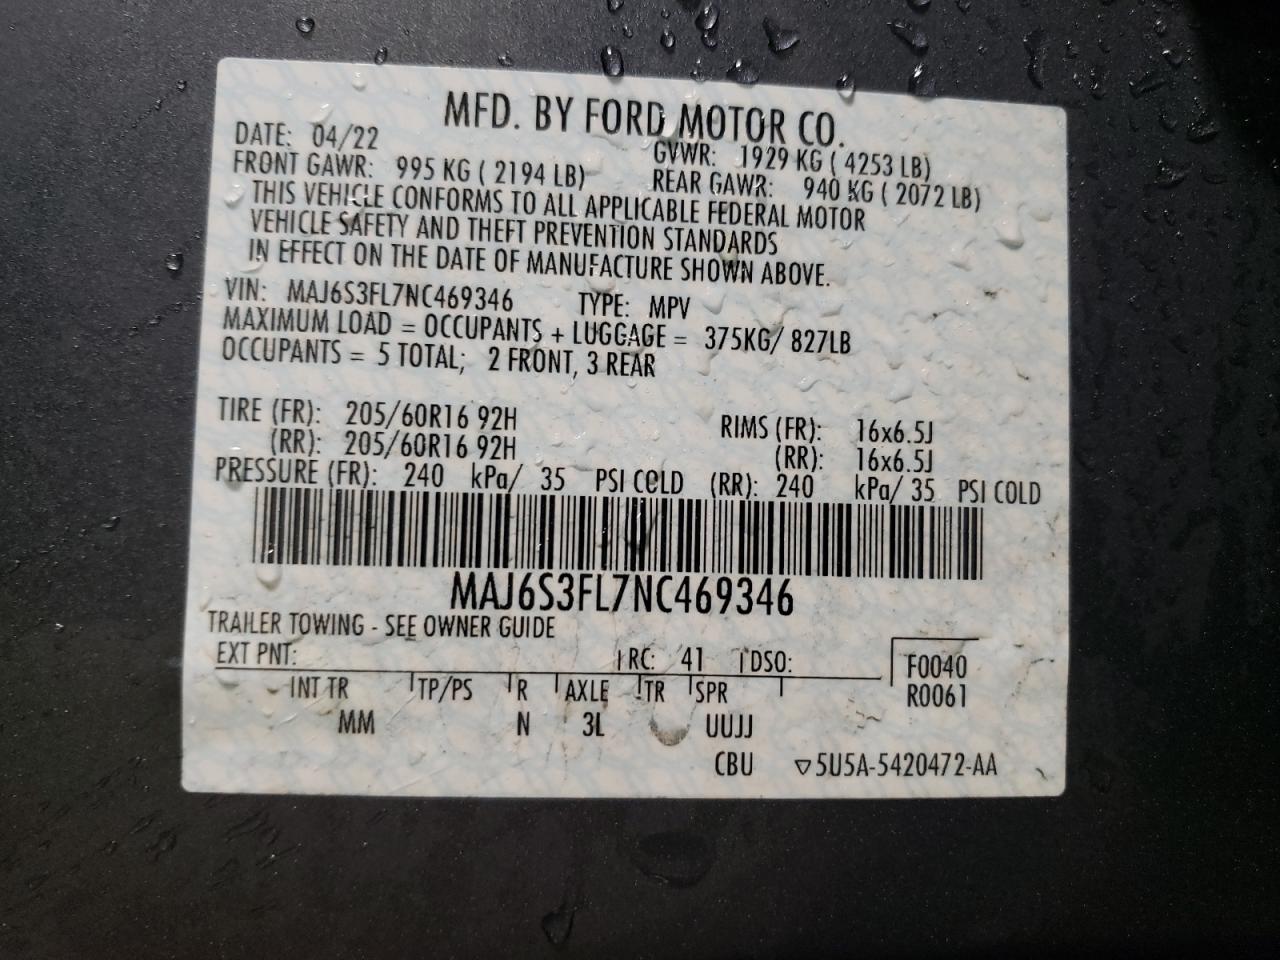 MFD. BY FORD MOTOR CO.
DATE: 04/22 GVWR: 1929 KG ( 4253 LB)
FRONT GAWR: 995 KG ( 2194 LB) REAR GAWR: 940 KG ( 2072 LB)
THIS VEHICLE CONFORMS TO ALL APPLICABLE FEDERAL MOTOR
VEHICLE SAFETY AND THEFT PREVENTION STANDARDS
IN EFFECT ON THE DATE OF MANUFACTURE SHOWN ABOVE.
VIN: MAJ6S3FL7NC469346 TYPE: MPV
MAXIMUM LOAD = OCCUPANTS + LUGGAGE = 375KG/ 827LB
OCCUPANTS = 5 TOTAL; 2 FRONT, 3 REAR
TIRE (FR): 205/60R16 92H RIMS (FR): 16x6.5J
(RR): 205/60R16 92H (RR): 16x6.5J
PRESSURE (FR): 240 kPa/ 35 PSI COLD (RR): 240 kPa/ 35 PSI COLD
MAJ6S3FL7NC469346
TRAILER TOWING - SEE OWNER GUIDE
EXT PNT: RC: 41 DSO: F0040
INT TR TP/PS R AXLE TR SPR R0061
MM N 3L UUJJ
CBU ▽5U5A-5420472-AA